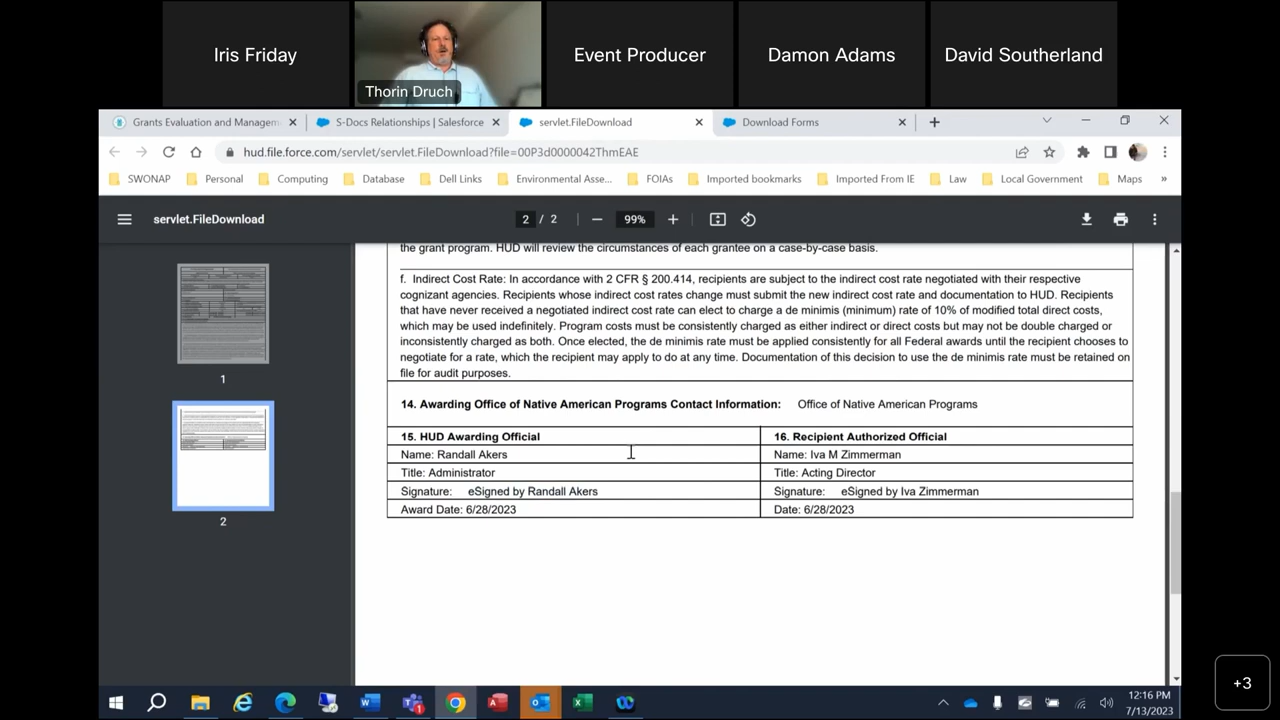 Iris Friday
Thorin Druch
Event Producer
Damon Adams
David Southerland
Grants Evaluation and Managem
S-Docs Relationships | Salesforce
servlet.FileDownload
Download Forms
hud.file.force.com/servlet/servlet.FileDownload?file=00P3d0000042ThmEAE
SWONAP
Personal
Computing
Database
Dell Links
Environmental Asse...
FOIAs
Imported bookmarks
Imported From IE
Law
Local Government
Maps
»
servlet.FileDownload
2 / 2
99%
1
2
the grant program. HUD will review the circumstances of each grantee on a case-by-case basis.
f. Indirect Cost Rate: In accordance with 2 CFR § 200.414, recipients are subject to the indirect cost rate negotiated with their respective
cognizant agencies. Recipients whose indirect cost rates change must submit the new indirect cost rate and documentation to HUD. Recipients
that have never received a negotiated indirect cost rate can elect to charge a de minimis (minimum) rate of 10% of modified total direct costs,
which may be used indefinitely. Program costs must be consistently charged as either indirect or direct costs but may not be double charged or
inconsistently charged as both. Once elected, the de minimis rate must be applied consistently for all Federal awards until the recipient chooses to
negotiate for a rate, which the recipient may apply to do at any time. Documentation of this decision to use the de minimis rate must be retained on
file for audit purposes.
14. Awarding Office of Native American Programs Contact Information: Office of Native American Programs
15. HUD Awarding Official
16. Recipient Authorized Official
Name: Randall Akers
Name: Iva M Zimmerman
Title: Administrator
Title: Acting Director
Signature: eSigned by Randall Akers
Signature: eSigned by Iva Zimmerman
Award Date: 6/28/2023
Date: 6/28/2023
+3
12:16 PM
7/13/2023